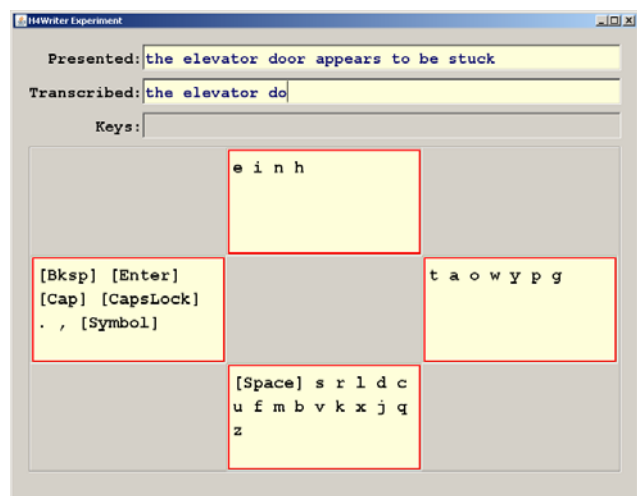 H4Writer Experiment
Presented: the elevator door appears to be stuck
Transcribed: the elevator do
Keys:
e i n h
[Bksp] [Enter]
[Cap] [CapsLock]
. , [Symbol]
t a o w y p g
[Space] s r l d c
u f m b v k x j q
z